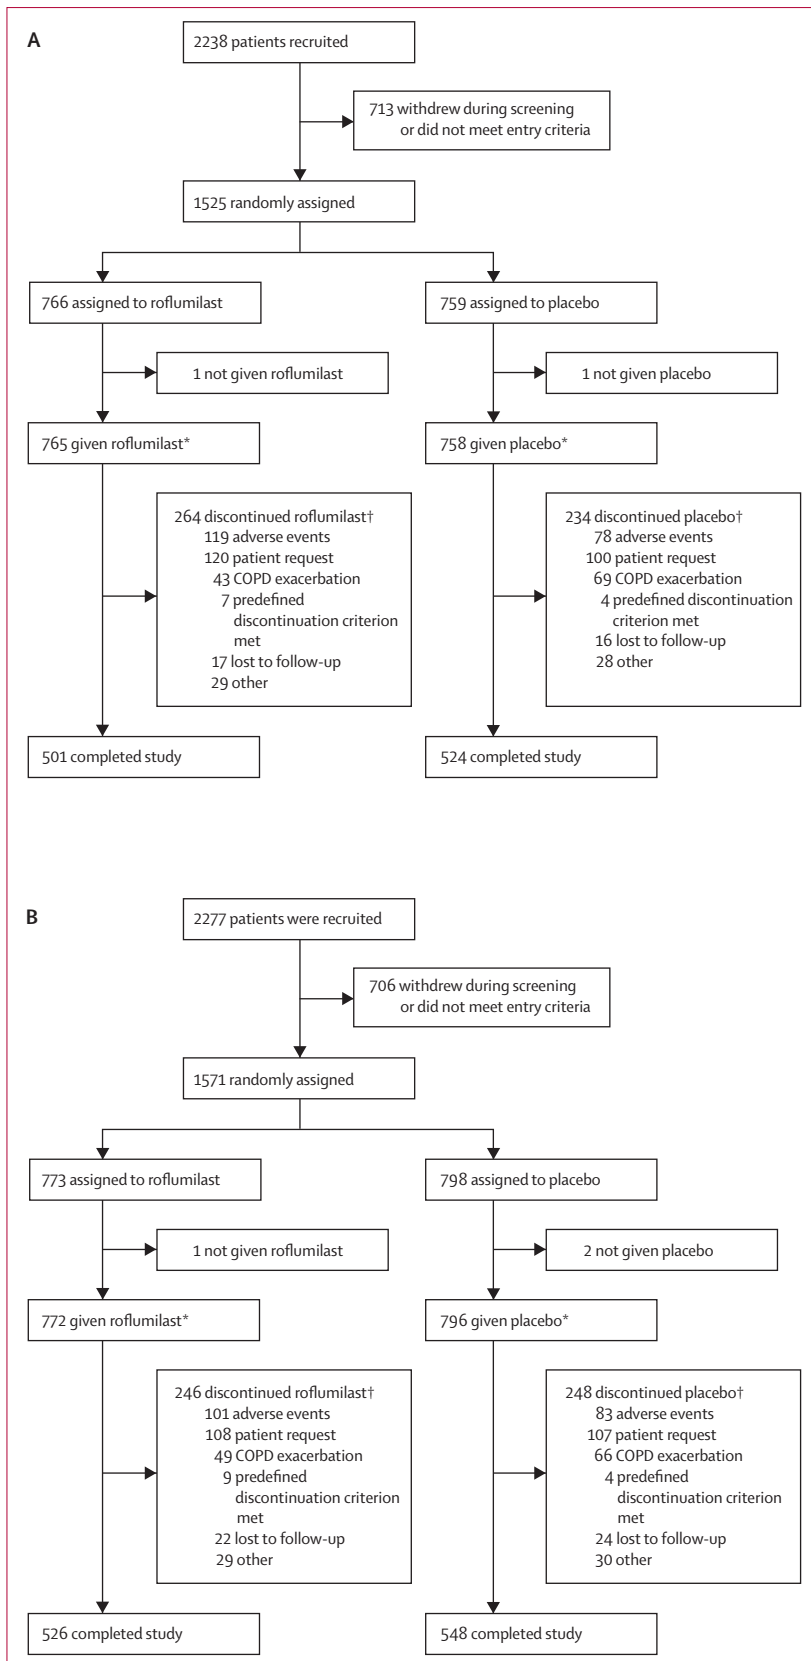 A
2238 patients recruited
713 withdrew during screening
or did not meet entry criteria
1525 randomly assigned
766 assigned to roflumilast
759 assigned to placebo
1 not given roflumilast
1 not given placebo
765 given roflumilast*
758 given placebo*
264 discontinued roflumilast†
119 adverse events
120 patient request
43 COPD exacerbation
7 predefined
discontinuation criterion
met
17 lost to follow-up
29 other
234 discontinued placebo†
78 adverse events
100 patient request
69 COPD exacerbation
4 predefined discontinuation
criterion met
16 lost to follow-up
28 other
501 completed study
524 completed study
B
2277 patients were recruited
706 withdrew during screening
or did not meet entry criteria
1571 randomly assigned
773 assigned to roflumilast
798 assigned to placebo
1 not given roflumilast
2 not given placebo
772 given roflumilast*
796 given placebo*
246 discontinued roflumilast†
101 adverse events
108 patient request
49 COPD exacerbation
9 predefined
discontinuation criterion
met
22 lost to follow-up
29 other
248 discontinued placebo†
83 adverse events
107 patient request
66 COPD exacerbation
4 predefined
discontinuation criterion
met
24 lost to follow-up
30 other
526 completed study
548 completed study